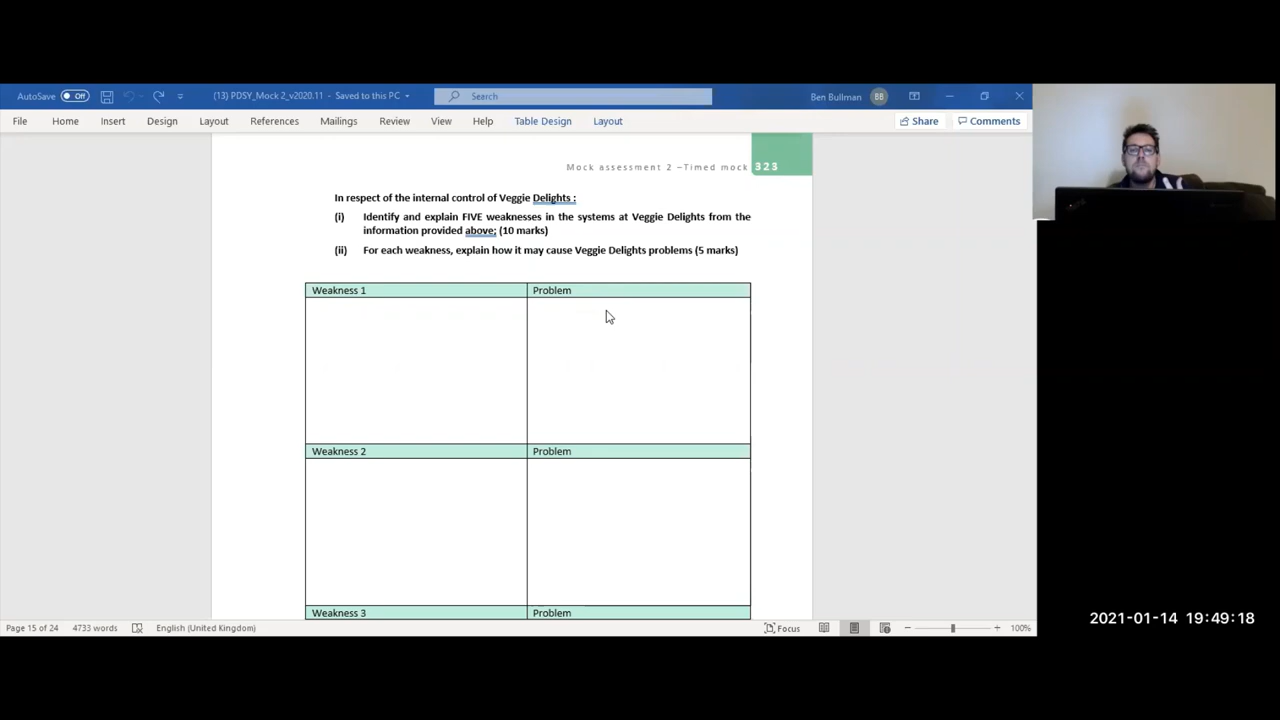 AutoSave Off (13) PDSY_Mock 2_v2020.11 - Saved to this PC Search Ben Bullman BB
File Home Insert Design Layout References Mailings Review View Help Table Design Layout Share Comments
Mock assessment 2 –Timed mock 323
In respect of the internal control of Veggie Delights :
(i) Identify and explain FIVE weaknesses in the systems at Veggie Delights from the
information provided above; (10 marks)
(ii) For each weakness, explain how it may cause Veggie Delights problems (5 marks)
Weakness 1 Problem
Weakness 2 Problem
Weakness 3 Problem
2021-01-14 19:49:18
Page 15 of 24 4733 words English (United Kingdom) Focus 100%